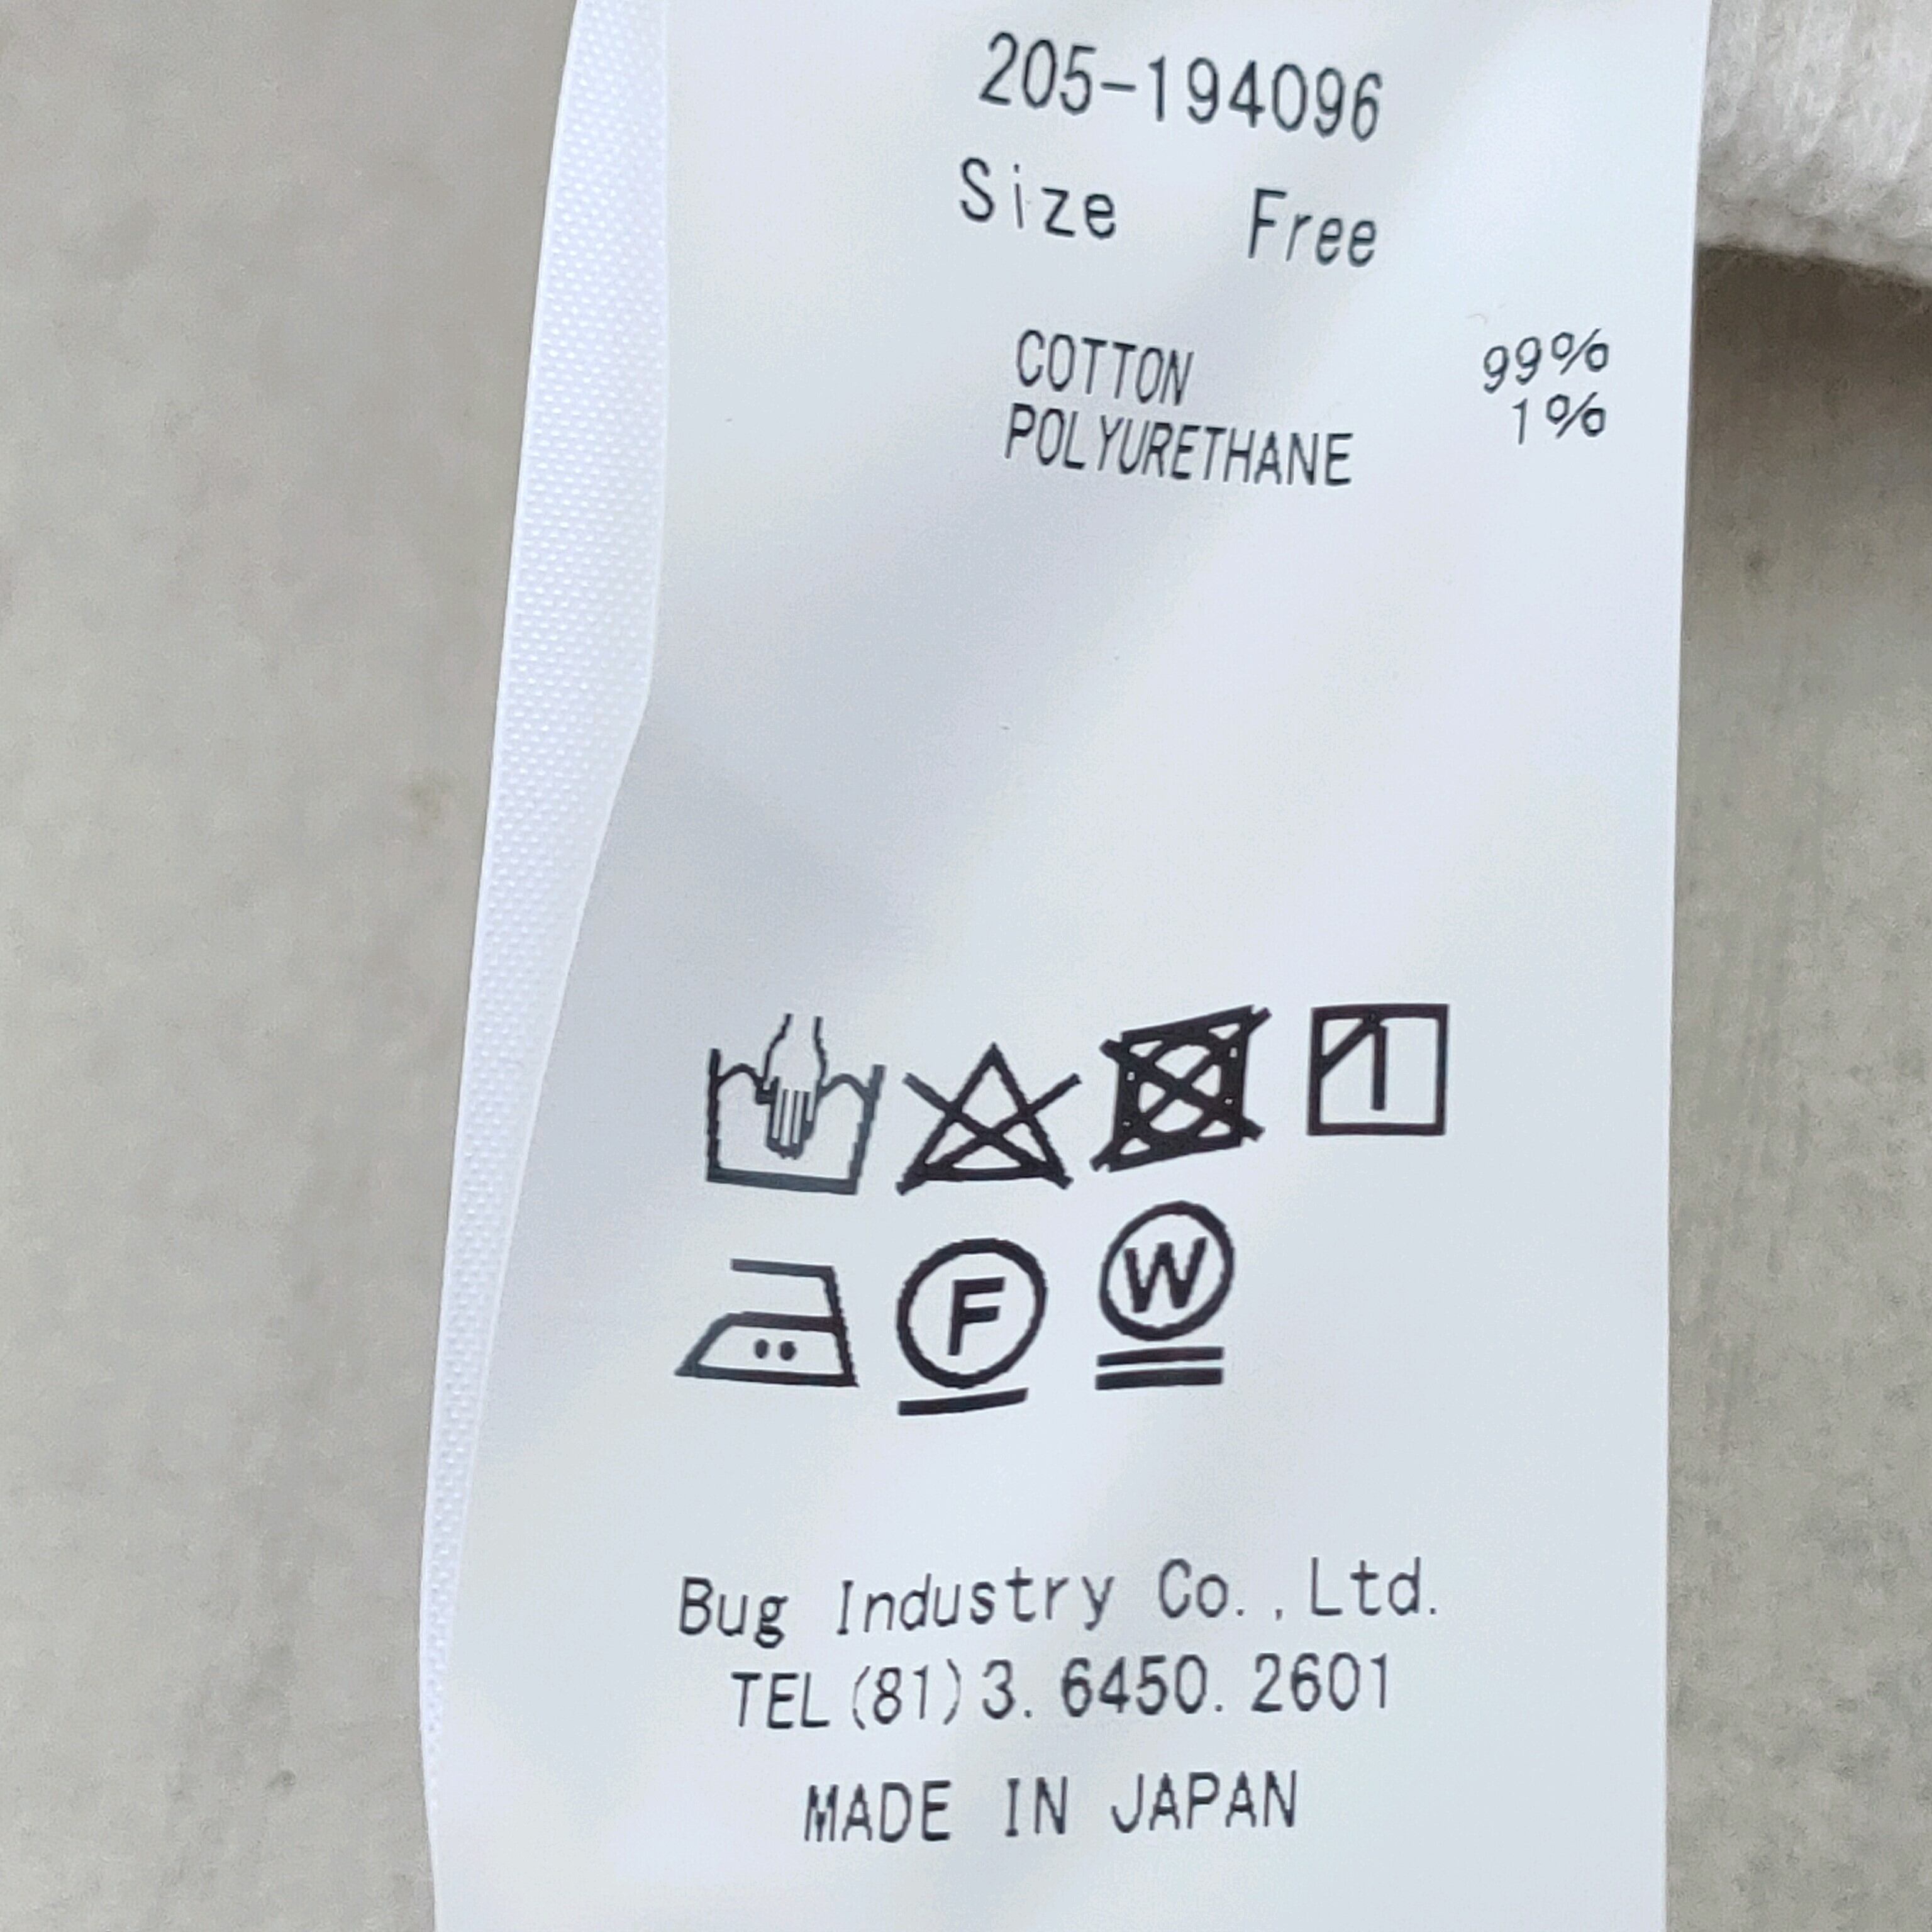 205-194096
Size Free
COTTON 99%
POLYURETHANE 1%
F
W
Bug Industry Co.,Ltd.
TEL(81)3.6450.2601
MADE IN JAPAN